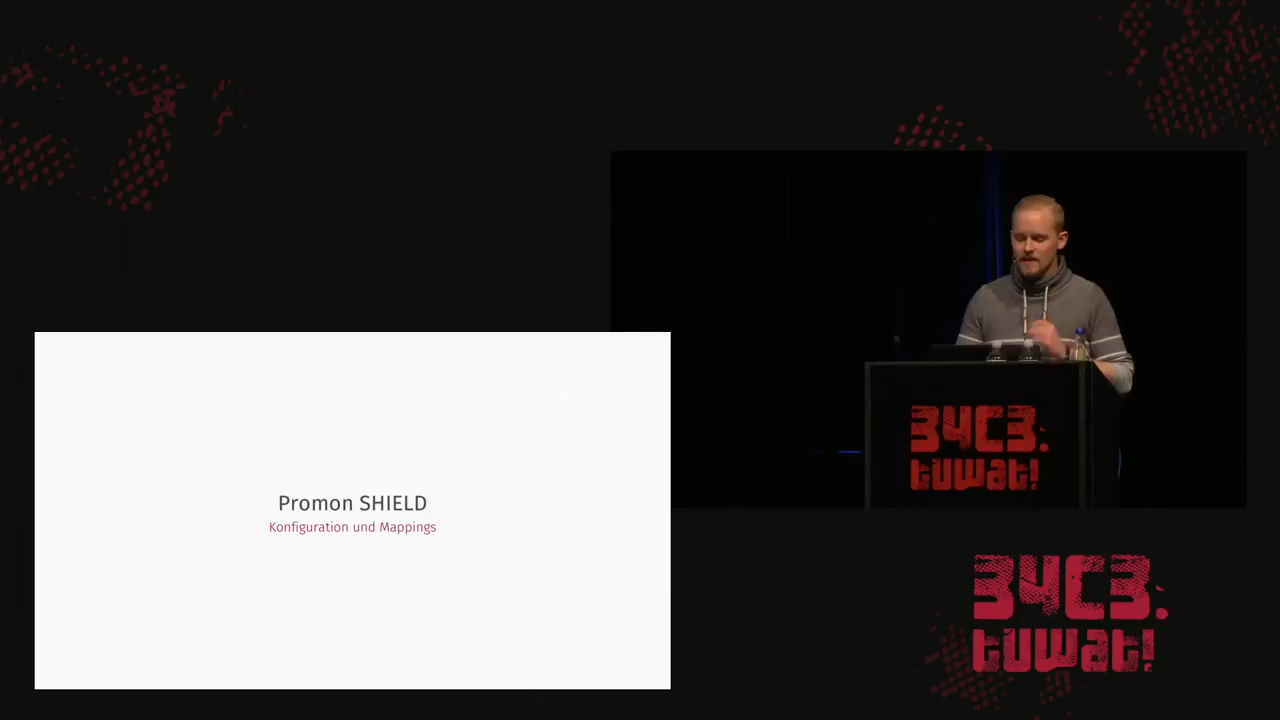 Promon SHIELD
Konfiguration und Mappings
34C3:
tuwat!
34C3.
tuwat!